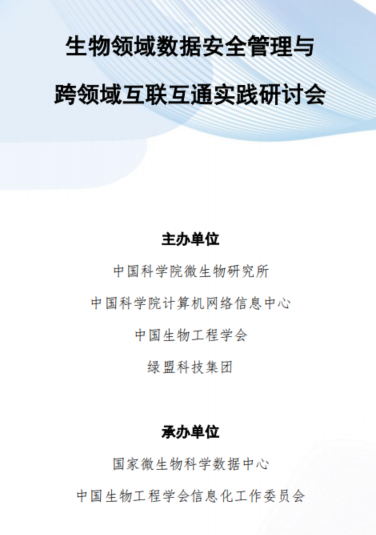 生物领域数据安全管理与
跨领域互联互通实践研讨会
主办单位
中国科学院微生物研究所
中国科学院计算机网络信息中心
中国生物工程学会
绿盟科技集团
承办单位
国家微生物科学数据中心
中国生物工程学会信息化工作委员会